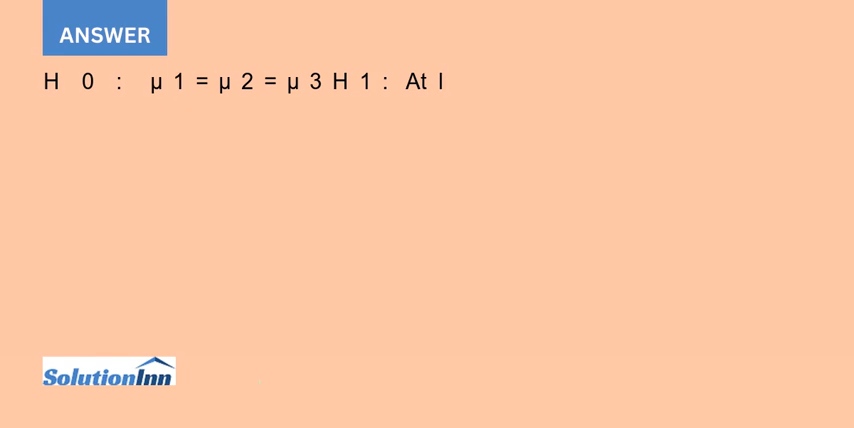 ANSWER
H 0 : µ 1 = µ 2 = µ 3 H 1 : At l
SolutionInn